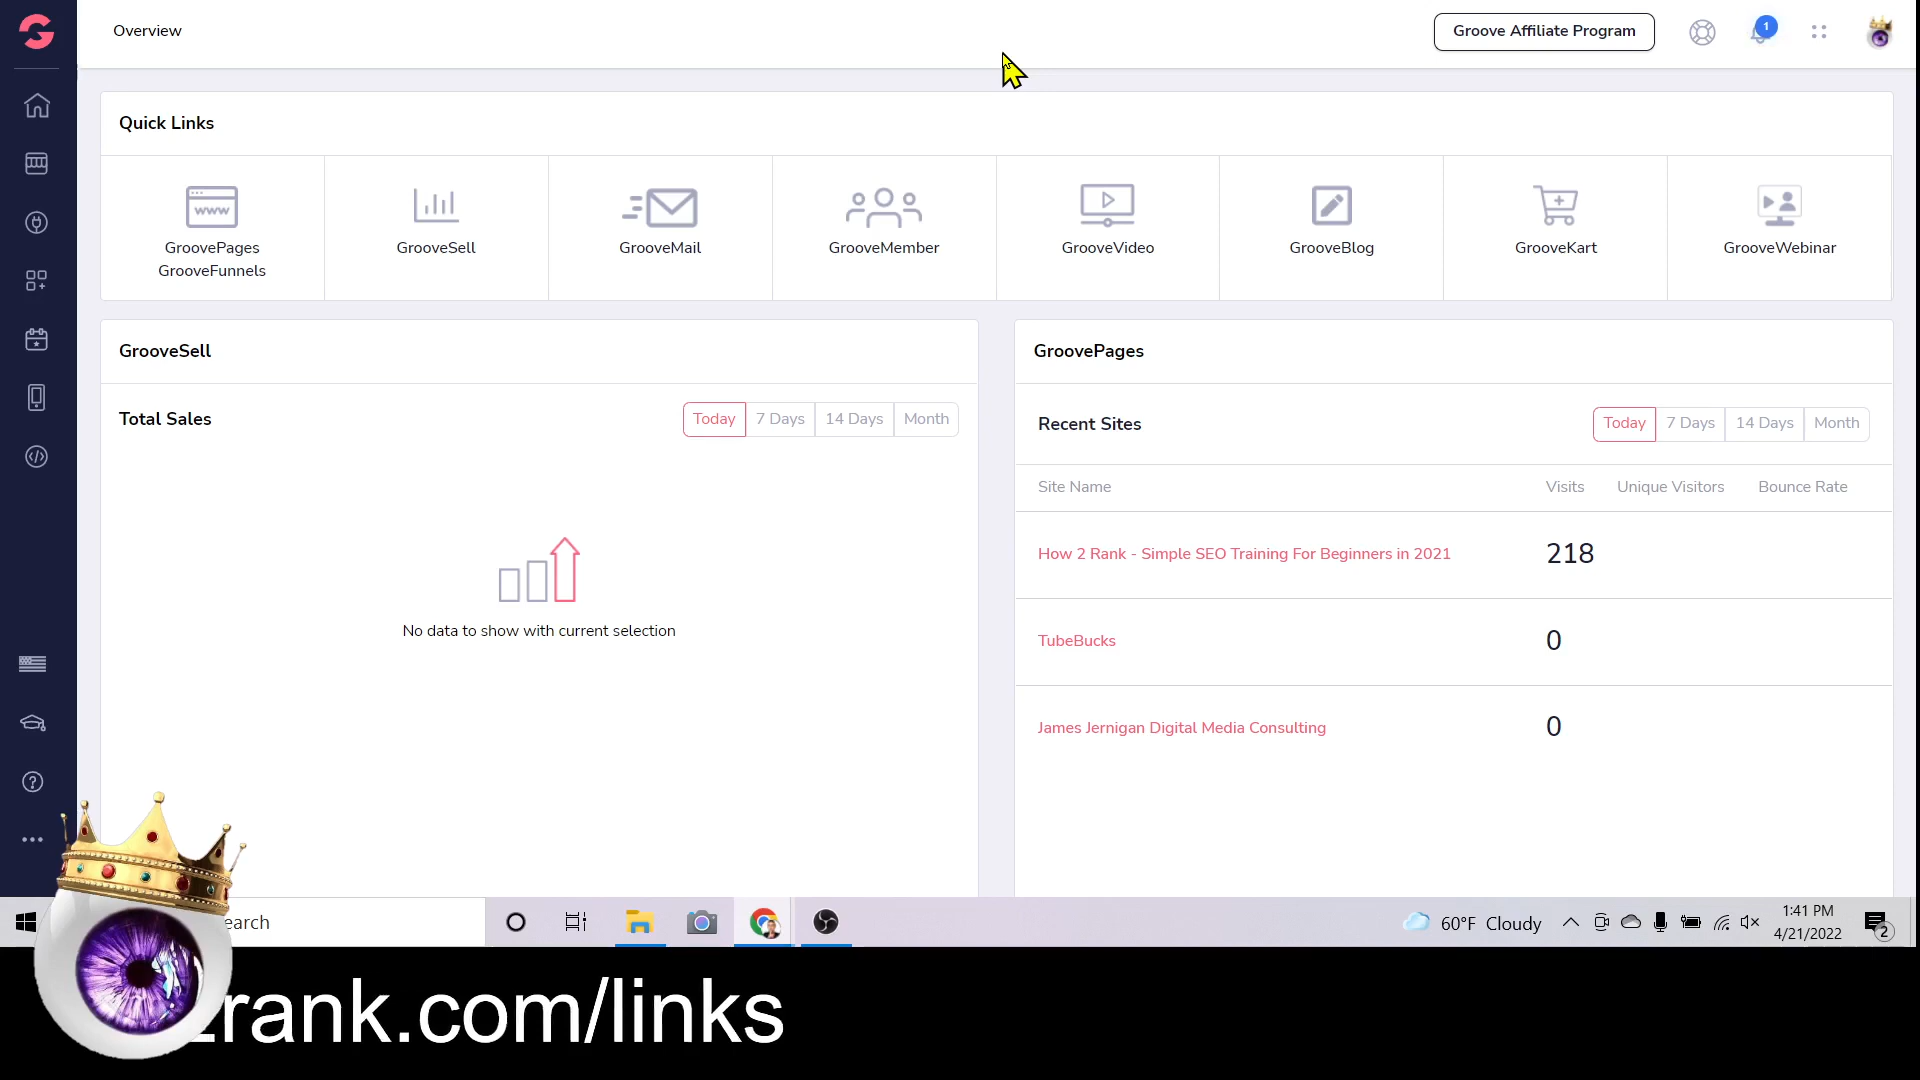 Overview
Groove Affiliate Program
1
Quick Links
WWW
GroovePages
GrooveFunnels
GrooveSell
GrooveMail
GrooveMember
GrooveVideo
GrooveBlog
GrooveKart
GrooveWebinar
GrooveSell
Total Sales
Today 7 Days 14 Days Month
No data to show with current selection
GroovePages
Recent Sites
Today 7 Days 14 Days Month
Site Name Visits Unique Visitors Bounce Rate
How 2 Rank - Simple SEO Training For Beginners in 2021 218
TubeBucks 0
James Jernigan Digital Media Consulting 0
earch
60°F Cloudy
1:41 PM
4/21/2022
2
rank.com/links